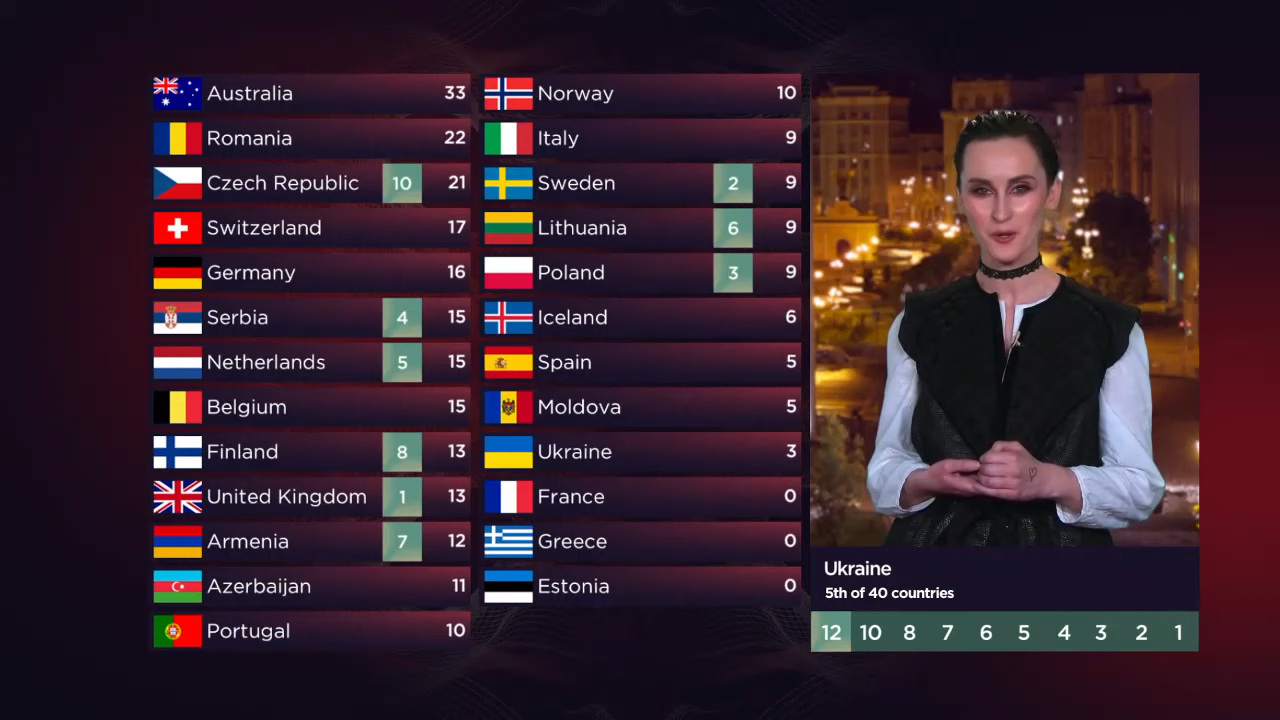 Australia 33
Romania 22
Czech Republic 10 21
Switzerland 17
Germany 16
Serbia 4 15
Netherlands 5 15
Belgium 15
Finland 8 13
United Kingdom 1 13
Armenia 7 12
Azerbaijan 11
Portugal 10
Norway 10
Italy 9
Sweden 2 9
Lithuania 6 9
Poland 3 9
Iceland 6
Spain 5
Moldova 5
Ukraine 3
France 0
Greece 0
Estonia 0
Ukraine
5th of 40 countries
12 10 8 7 6 5 4 3 2 1